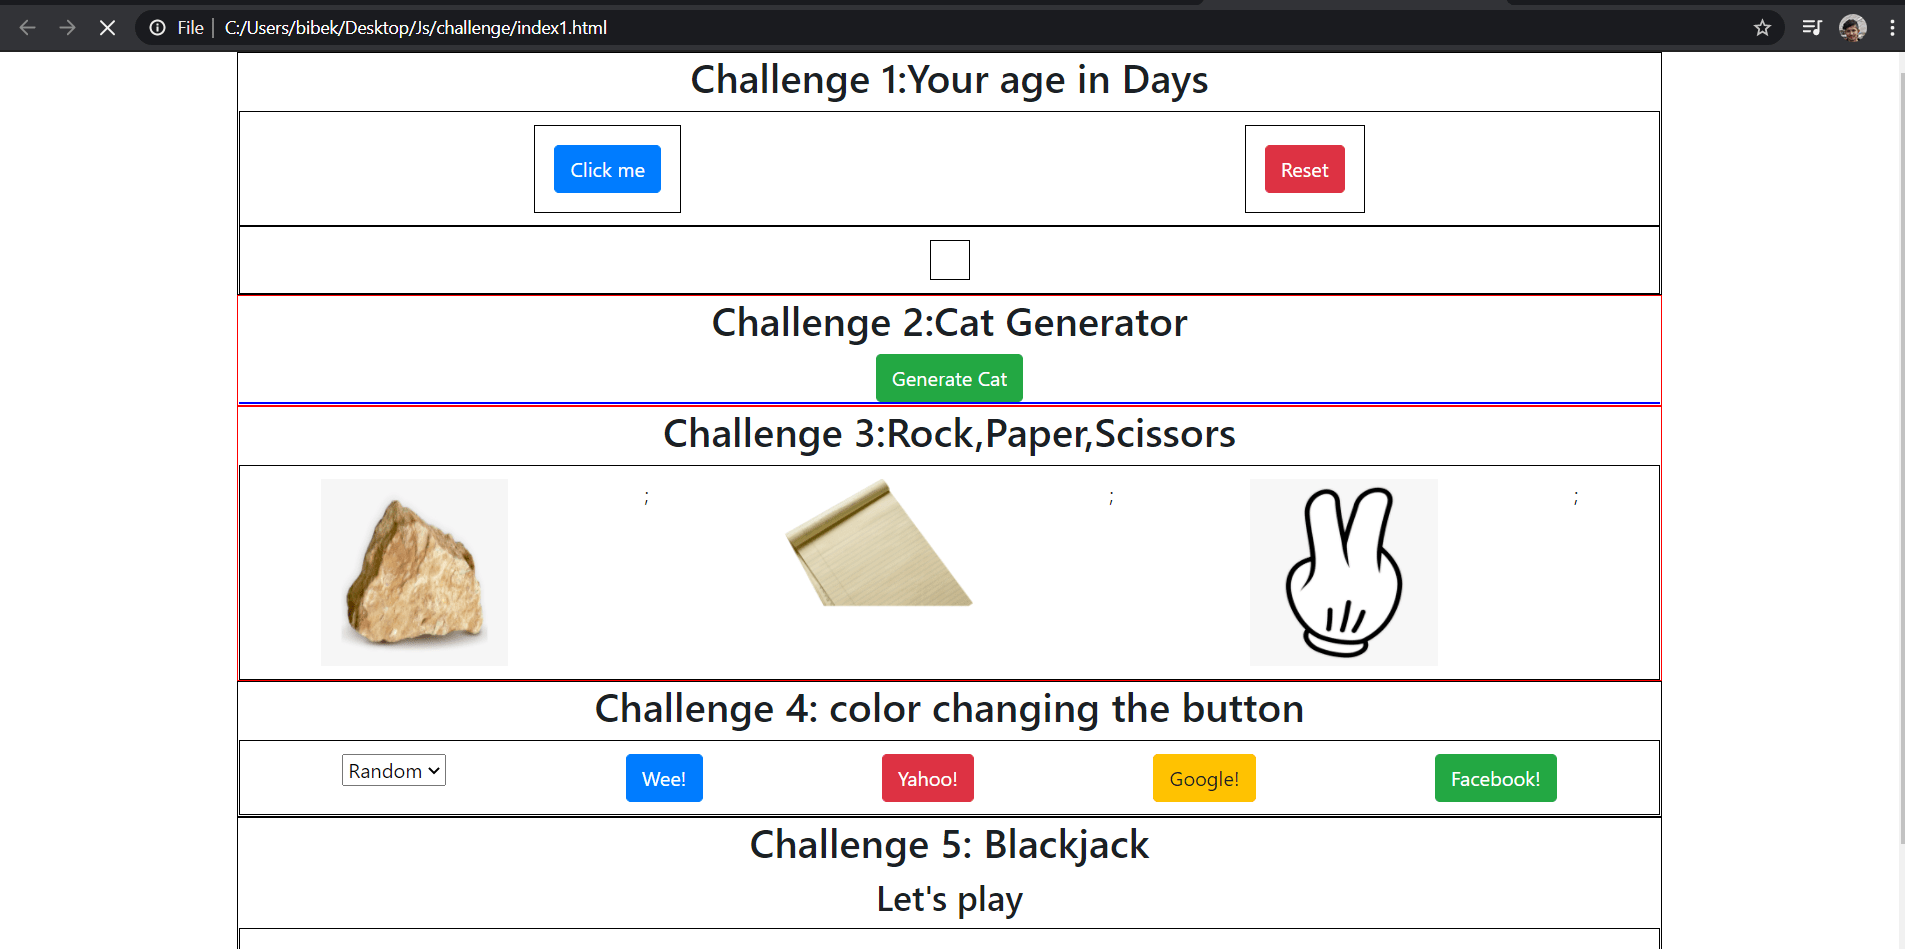 File | C:/Users/bibek/Desktop/Js/challenge/index1.html
Challenge 1:Your age in Days
Click me Reset
Challenge 2:Cat Generator
Generate Cat
Challenge 3:Rock,Paper,Scissors
; ; ;
Challenge 4: color changing the button
Random Wee! Yahoo! Google! Facebook!
Challenge 5: Blackjack
Let's play